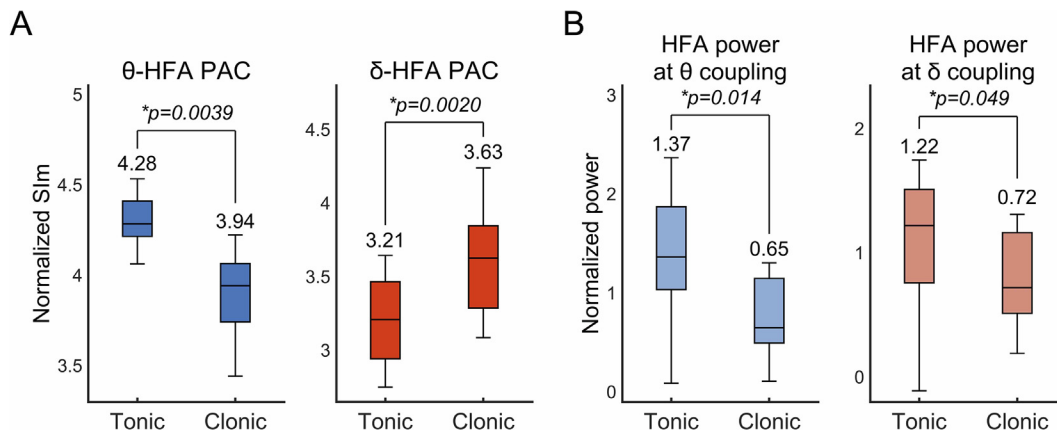 A
θ-HFA PAC
*p=0.0039
Normalized SIm
5
4.5
4
3.5
4.28
3.94
Tonic
Clonic
δ-HFA PAC
*p=0.0020
4.5
4
3.5
3
3.21
3.63
Tonic
Clonic
B
HFA power
at θ coupling
*p=0.014
Normalized power
3
2
1
0
1.37
0.65
Tonic
Clonic
HFA power
at δ coupling
*p=0.049
2
1
0
1.22
0.72
Tonic
Clonic